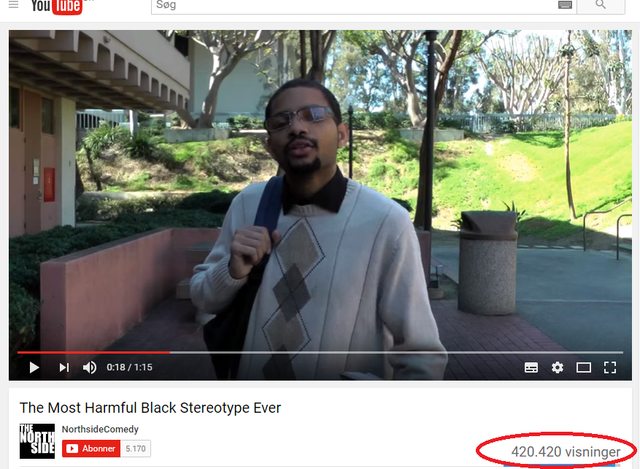 YouTube
Søg
0:18 / 1:15
The Most Harmful Black Stereotype Ever
THE
NORTH
SIDE
NorthsideComedy
Abonner
5.170
420.420 visninger